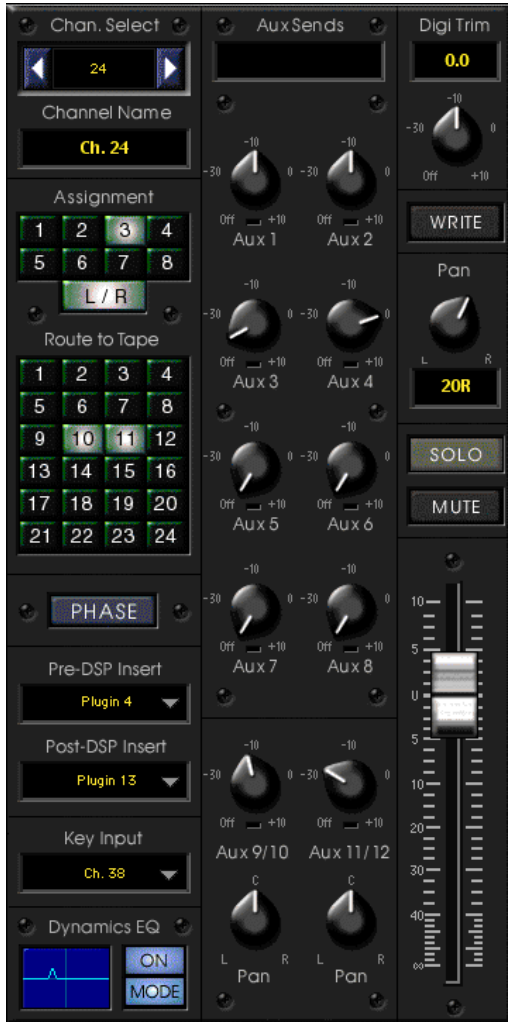 Chan. Select
24
Channel Name
Ch. 24
Assignment
1 2 3 4
5 6 7 8
L / R
Route to Tape
1 2 3 4
5 6 7 8
9 10 11 12
13 14 15 16
17 18 19 20
21 22 23 24
PHASE
Pre-DSP Insert
Plugin 4
Post-DSP Insert
Plugin 13
Key Input
Ch. 38
Dynamics EQ
ON
MODE
Aux Sends
-10 -10
-30 0 -30 0
Off +10 Off +10
Aux 1 Aux 2
-10 -10
-30 0 -30 0
Off +10 Off +10
Aux 3 Aux 4
-10 -10
-30 0 -30 0
Off +10 Off +10
Aux 5 Aux 6
-10 -10
-30 0 -30 0
Off +10 Off +10
Aux 7 Aux 8
-10 -10
-30 0 -30 0
Off +10 Off +10
Aux 9/10 Aux 11/12
C C
L R L R
Pan Pan
Digi Trim
0.0
-10
-30 0
Off +10
WRITE
Pan
L R
20R
SOLO
MUTE
10
5
U
5
10
20
30
40
∞